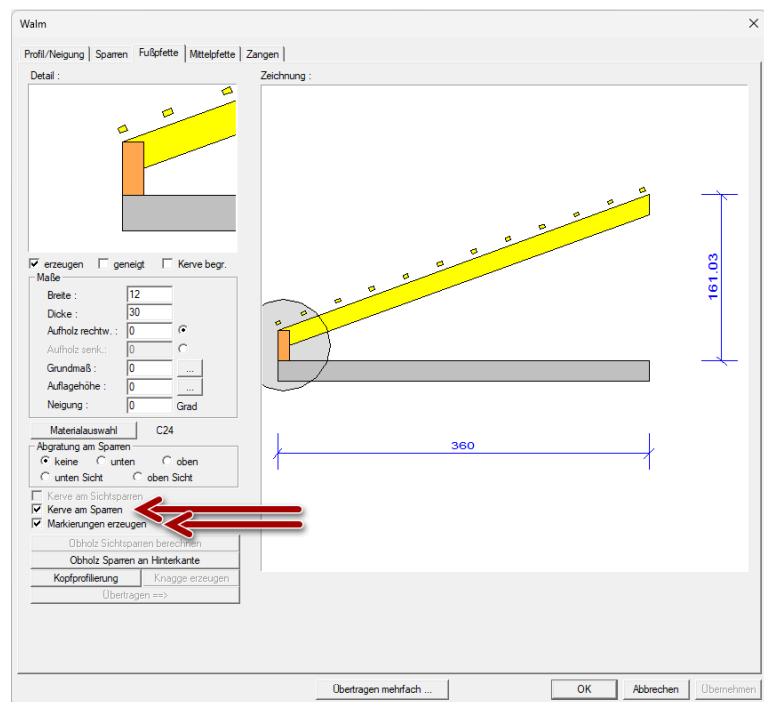 Walm
Profil/Neigung Sparren Fußpfette Mittelpfette Zangen
Detail :
Zeichnung :
erzeugen geneigt Kerve begr.
Maße
Breite : 12
Dicke : 30
Aufholz rechtw. : 0
Aufholz senk.: 0
Grundmaß : 0 ...
Auflagehöhe : 0 ...
Neigung : 0 Grad
Materialauswahl C24
Abgratung am Sparren
keine unten oben
unten Sicht oben Sicht
Kerve am Sichtsparren
Kerve am Sparren
Markierungen erzeugen
Obholz Sichtsparren berechnen
Obholz Sparren an Hinterkante
Kopfprofilierung Knagge erzeugen
Übertragen ==>
161.03
360
Übertragen mehrfach ... OK Abbrechen Übernehmen